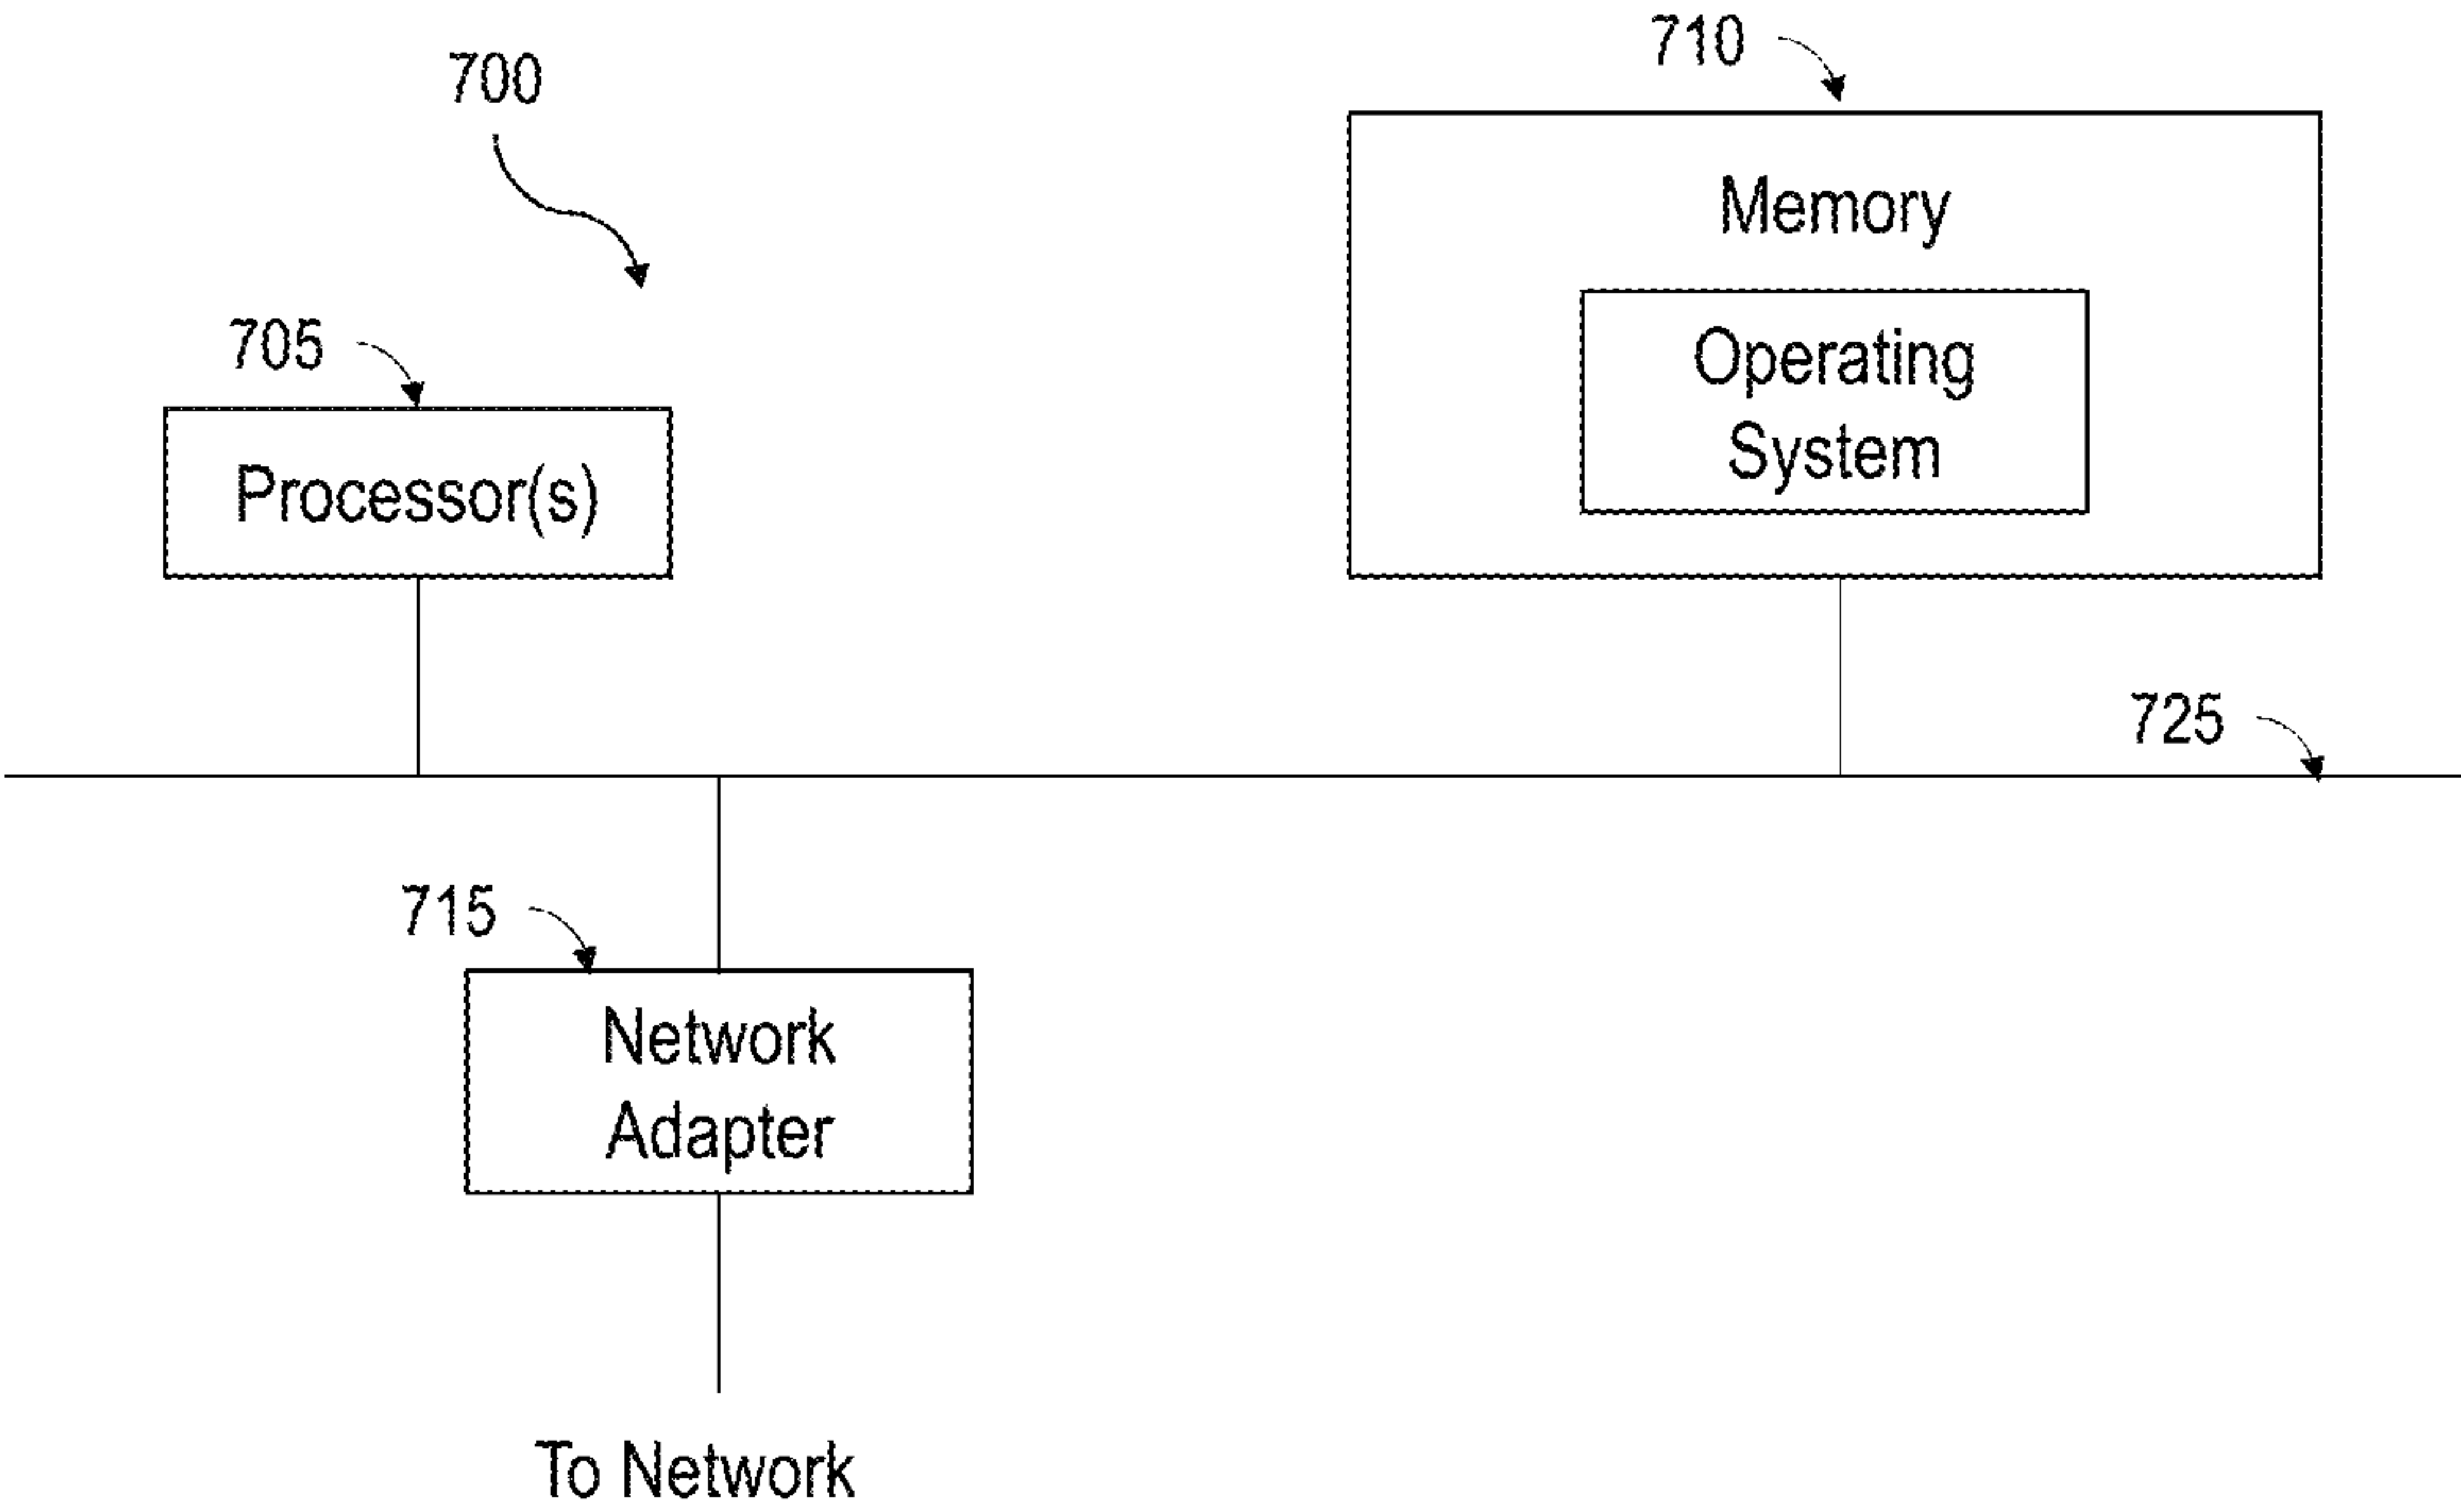 700
710
Memory
Operating
System
705
Processor(s)
725
715
Network
Adapter
To Network